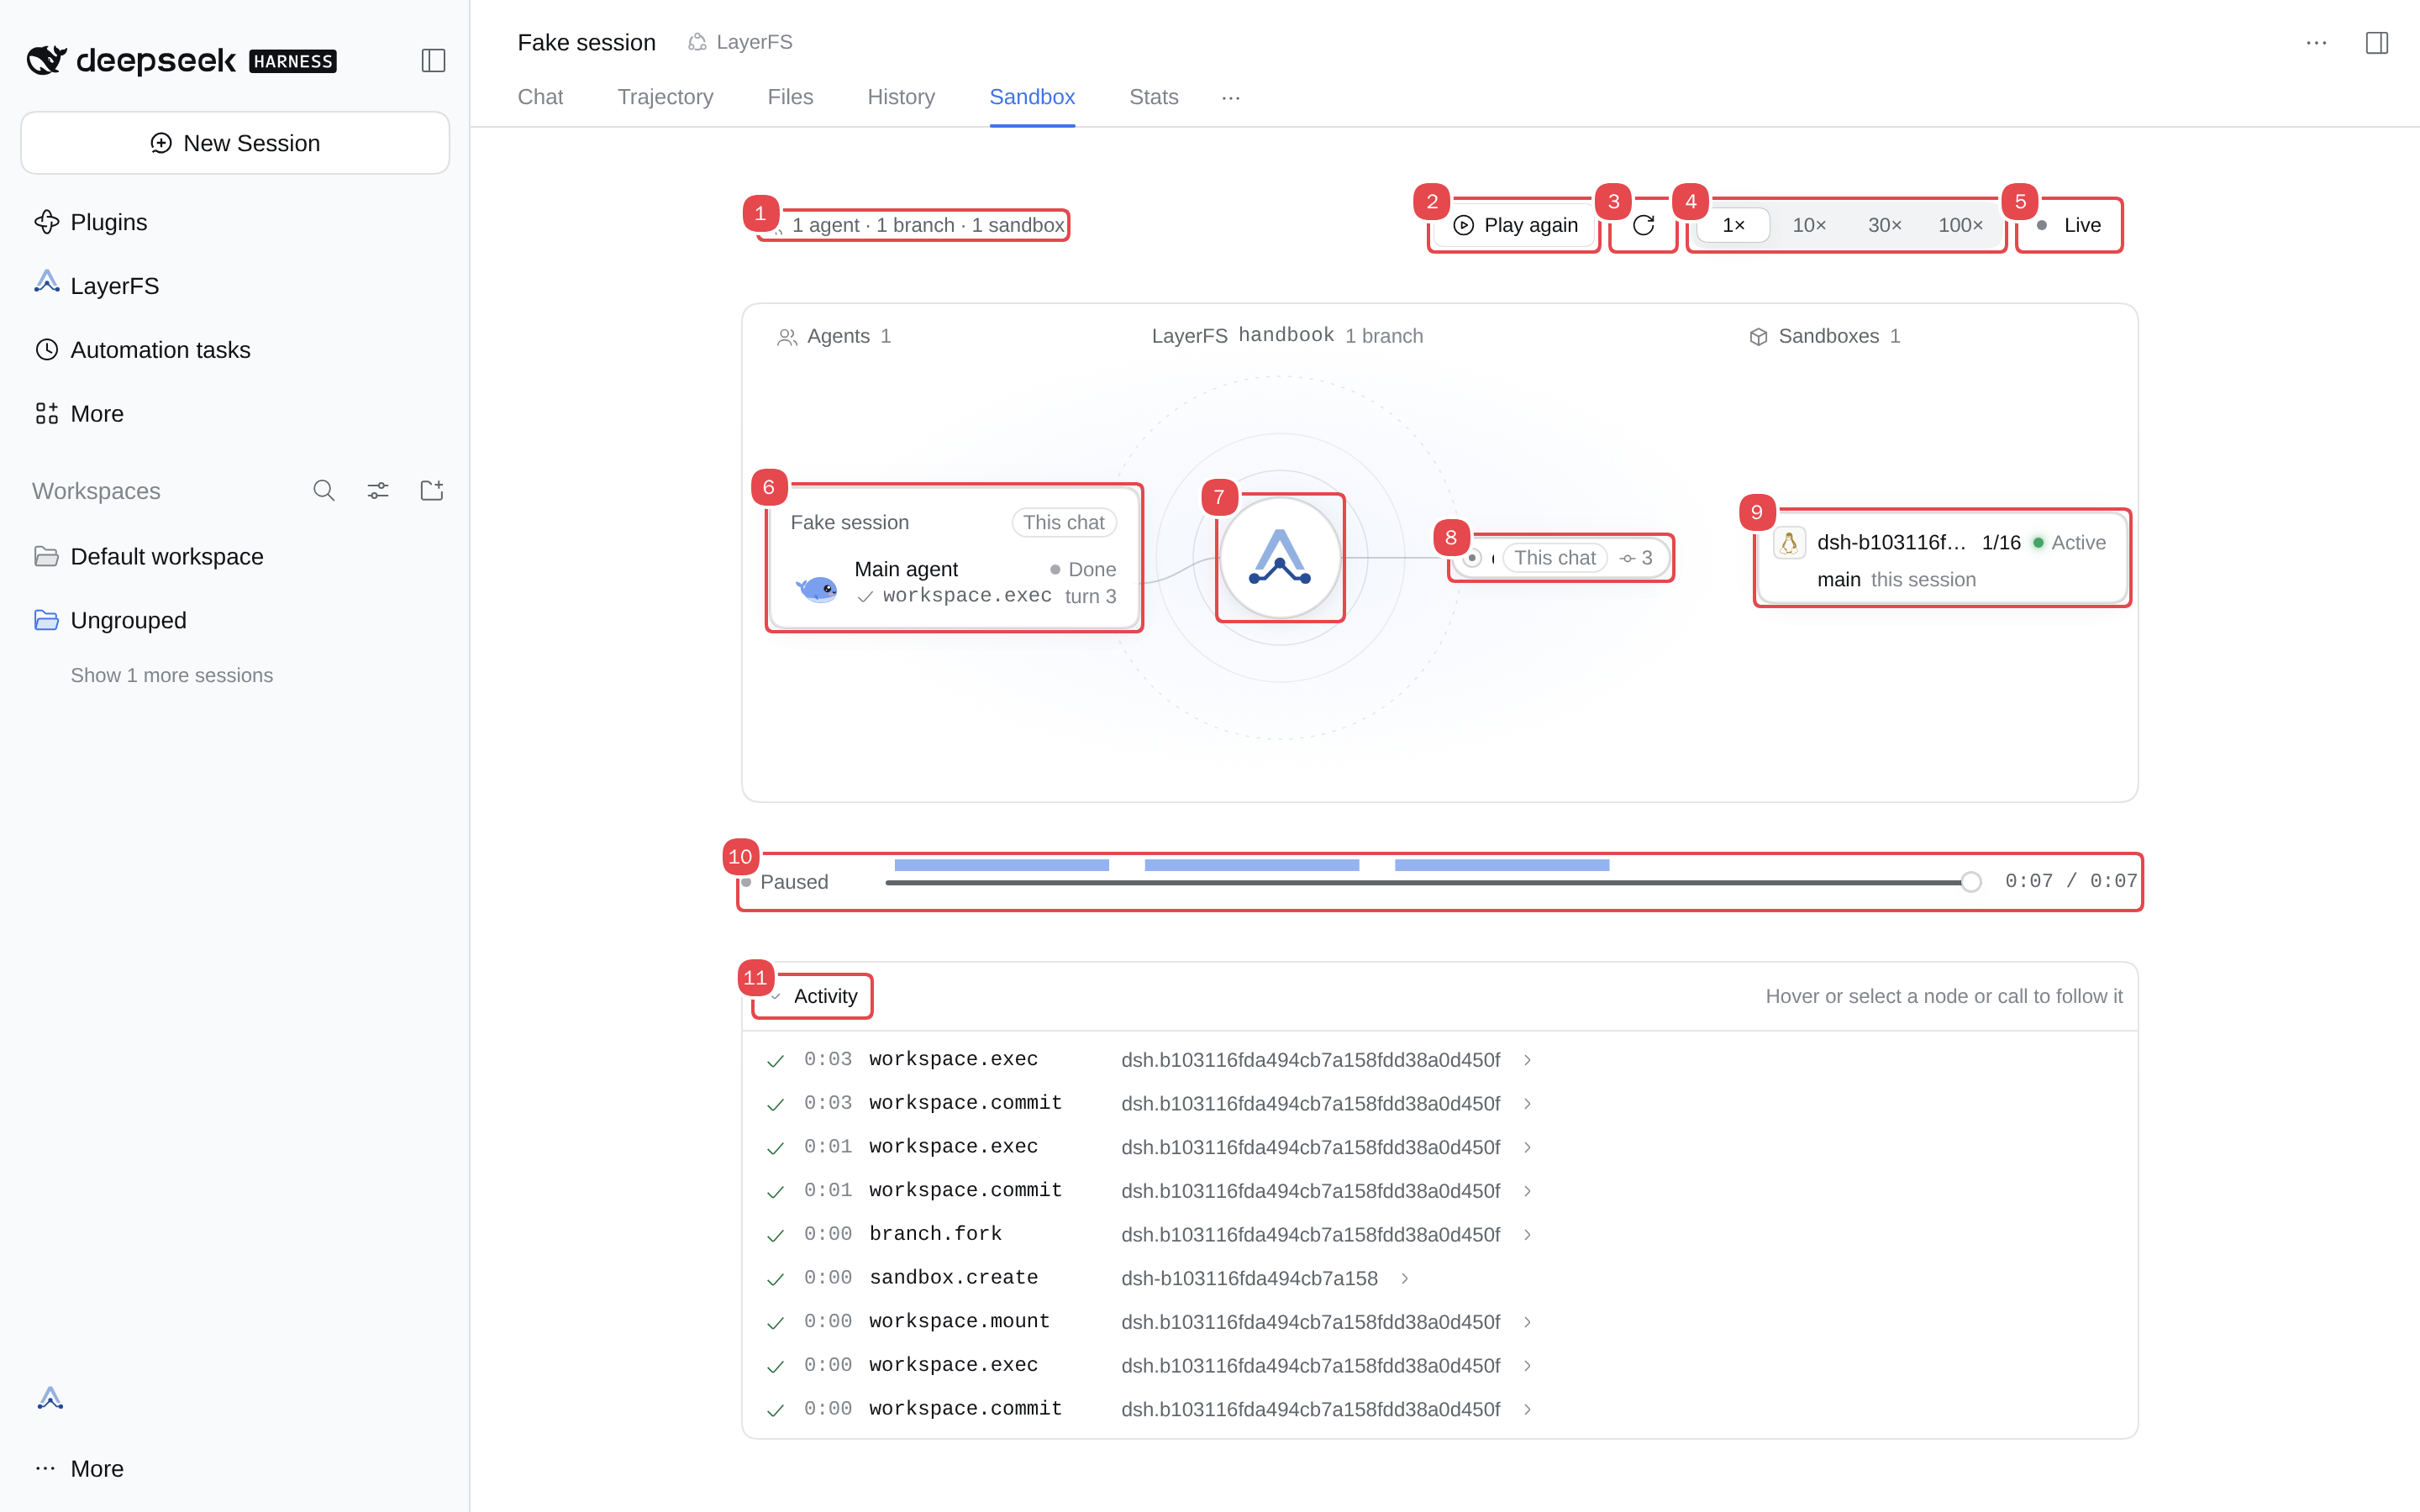 deepseek HARNESS
New Session
Plugins
LayerFS
Automation tasks
More
Workspaces
Default workspace
Ungrouped
Show 1 more sessions
More
Fake session LayerFS
Chat Trajectory Files History Sandbox Stats
1 2 3 4 5
1 agent · 1 branch · 1 sandbox Play again 1× 10× 30× 100× Live
Agents 1 LayerFS handbook 1 branch Sandboxes 1
6 7 8 9
Fake session This chat
Main agent Done
workspace.exec turn 3
This chat 3
dsh-b103116f... 1/16 Active
main this session
10
Paused 0:07 / 0:07
11
Activity Hover or select a node or call to follow it
0:03 workspace.exec dsh.b103116fda494cb7a158fdd38a0d450f
0:03 workspace.commit dsh.b103116fda494cb7a158fdd38a0d450f
0:01 workspace.exec dsh.b103116fda494cb7a158fdd38a0d450f
0:01 workspace.commit dsh.b103116fda494cb7a158fdd38a0d450f
0:00 branch.fork dsh.b103116fda494cb7a158fdd38a0d450f
0:00 sandbox.create dsh-b103116fda494cb7a158
0:00 workspace.mount dsh.b103116fda494cb7a158fdd38a0d450f
0:00 workspace.exec dsh.b103116fda494cb7a158fdd38a0d450f
0:00 workspace.commit dsh.b103116fda494cb7a158fdd38a0d450f